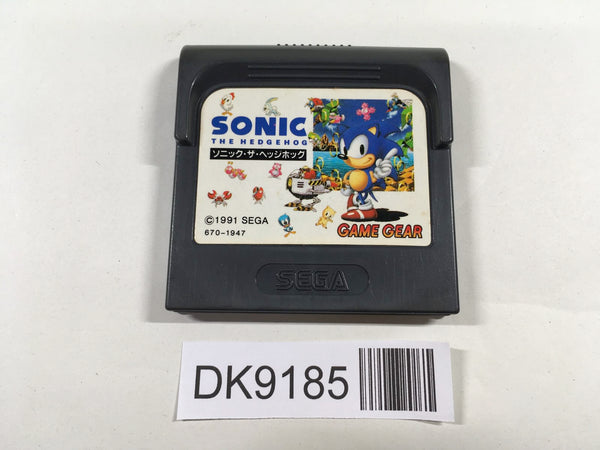 SONIC
THE HEDGEHOG
ソニック・ザ・ヘッジホッグ
©1991 SEGA
670-1947
GAME GEAR
SEGA
DK9185